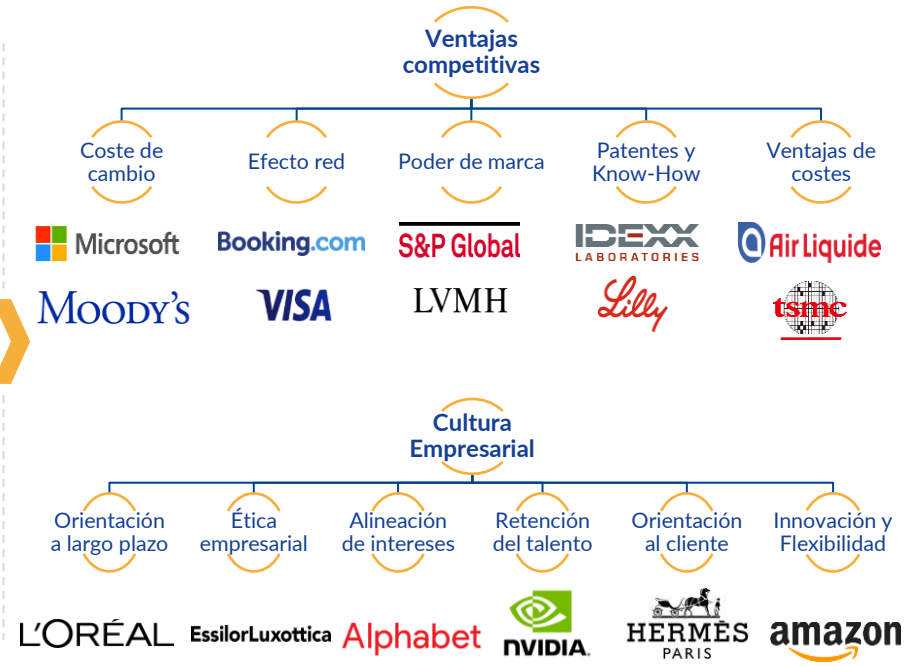 Ventajas
competitivas
Coste de
cambio
Efecto red
Poder de marca
Patentes y
Know-How
Ventajas de
costes
Microsoft
Booking.com
S&P Global
IDEXX
LABORATORIES
Air Liquide
MOODY'S
VISA
LVMH
Lilly
tsmc
Cultura
Empresarial
Orientación
a largo plazo
Ética
empresarial
Alineación
de intereses
Retención
del talento
Orientación
al cliente
Innovación y
Flexibilidad
L'ORÉAL
EssilorLuxottica
Alphabet
NVIDIA.
HERMÈS
PARIS
amazon